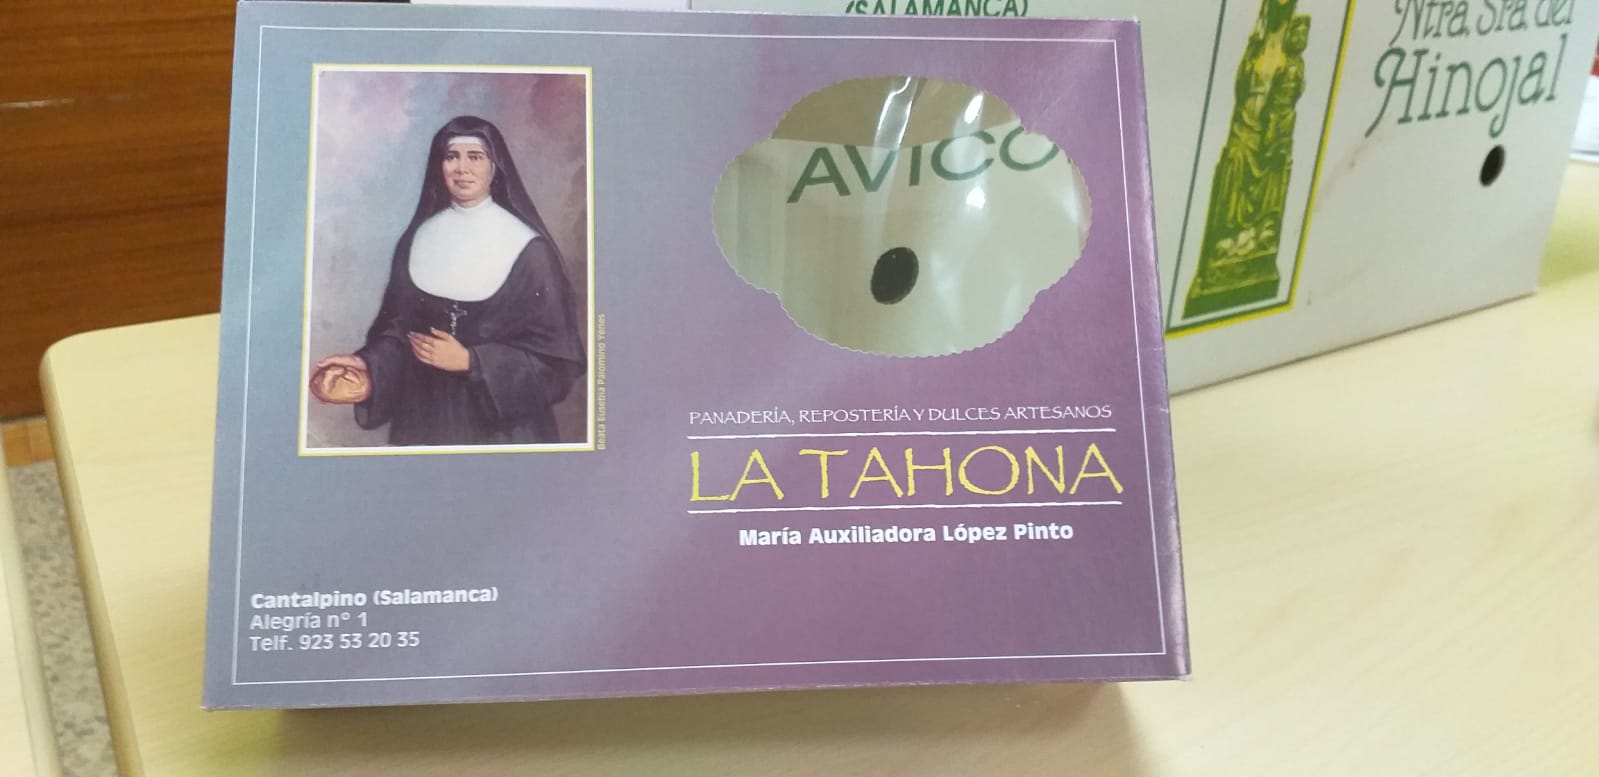 (SALAMANCA)
Ntra. Sra. del
Hinojal
AVICO
Beata Eusebia Palomino Yenes
PANADERÍA, REPOSTERÍA Y DULCES ARTESANOS
LA TAHONA
María Auxiliadora López Pinto
Cantalpino (Salamanca)
Alegría nº 1
Telf. 923 53 20 35